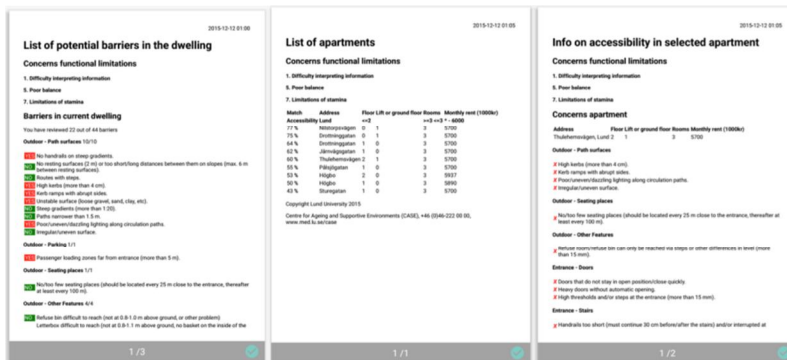 2015-12-12 01:00
List of potential barriers in the dwelling
Concerns functional limitations
1. Difficulty interpreting information
5. Poor balance
7. Limitations of stamina
Barriers in current dwelling
You reviewed 22 out of 44 barriers
Outdoor - Path surfaces 10/10
YES No handrails on steep gradients.
NO No resting surfaces (2 m) or too short/long distances between them on slopes (max. 6 m
between resting surfaces).
NO Routes with steps.
YES High kerbs (more than 4 cm).
YES Kerb ramps with abrupt sides.
YES Unstable surface (loose gravel, sand, clay, etc).
NO Steep gradients (more than 1:20).
NO Paths narrower than 1.5 m.
YES Poor/uneven/dazzling lighting along circulation paths.
NO Irregular/uneven surface.
Outdoor - Parking 1/1
YES Passenger loading zones far from entrance (more than 5 m).
Outdoor - Seating places 1/1
NO No/too few seating places (should be located every 25 m close to the entrance, thereafter
at least every 100 m).
Outdoor - Other Features 4/4
NO Refuse bin difficult to reach (not at 0.8-1.0 m above ground, or other problem)
Letterbox difficult to reach (not at 0.8-1.1 m above ground, no basket on the inside of the
1 /3
2015-12-12 01:05
List of apartments
Concerns functional limitations
1. Difficulty interpreting information
5. Poor balance
7. Limitations of stamina
Match Address Floor Lift or ground floor Rooms Monthly rent (1000kr)
Accessibility Lund <=2 >=3 <=3 * - 6000
77 % 0 1 3 5700
75 % Drottninggatan 0 1 3 5700
64 % Drottninggatan 1 0 3 5700
62 % Järnvägsgatan 1 0 3 5700
60 % Thulehemsvägen 2 1 3 5700
55 % 1 0 3 5700
53 % Högbo 2 0 3 5937
50 % Högbo 1 0 3 5890
43 % Sturegatan 1 0 3 5700
Copyright Lund University 2015
Centre for Ageing and Supportive Environments (CASE), +46 (0)46-222 00 00,
www.med.lu.se/case
1 /1
2015-12-12 01:05
Info on accessibility in selected apartment
Concerns functional limitations
1. Difficulty interpreting information
5. Poor balance
7. Limitations of stamina
Concerns apartment
Address Floor Lift or ground floor Rooms Monthly rent (1000kr)
Thulehemsvägen, Lund 2 1 3 5700
Outdoor - Path surfaces
✗ High kerbs (more than 4 cm).
✗ Kerb ramps with abrupt sides.
✗ Poor/uneven/dazzling lighting along circulation paths.
✗ Irregular/uneven surface.
Outdoor - Seating places
✗ No/too few seating places (should be located every 25 m close to the entrance, thereafter at
least every 100 m).
Outdoor - Other Features
✗ Refuse room/refuse bin can only be reached via steps or other differences in level (more
than 15 mm).
Entrance - Doors
✗ Doors that do not stay in open position/close quickly.
✗ Heavy doors without automatic opening.
✗ High thresholds and/or steps at the entrance (more than 15 mm).
Entrance - Stairs
✗ Handrails too short (must continue 30 cm before/after the stairs) and/or interrupted at
1 /2